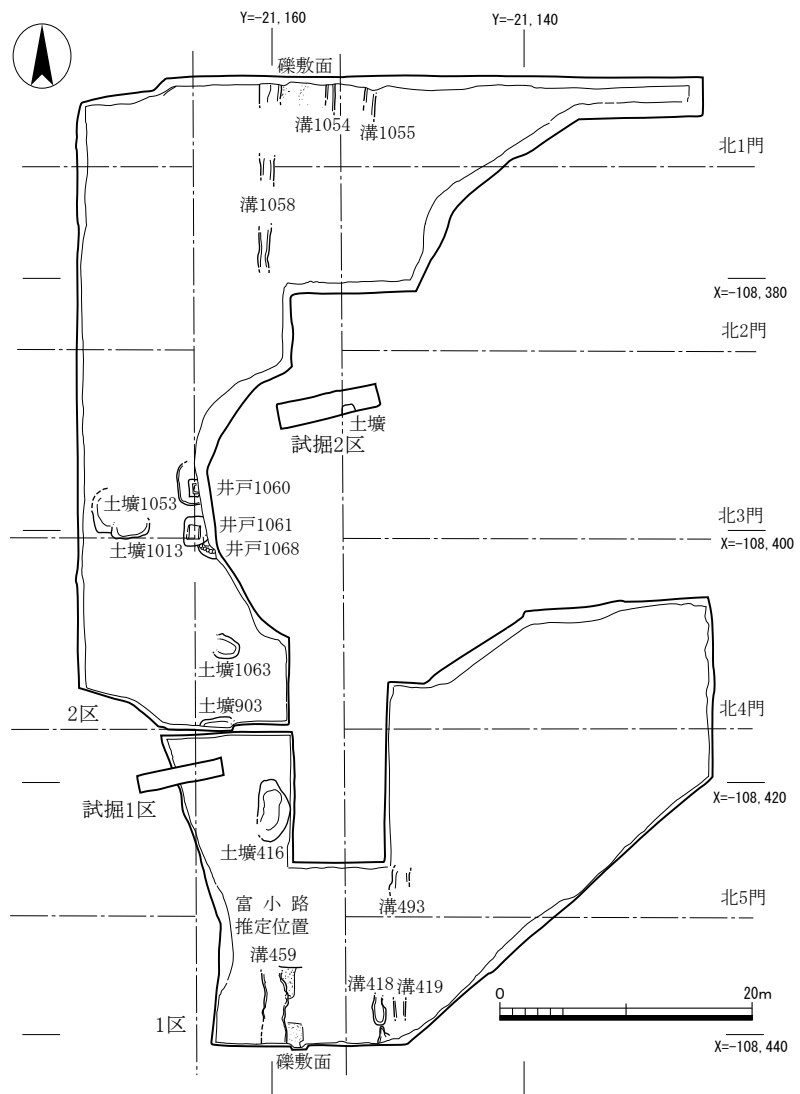 Y=-21,160
Y=-21,140
礫敷面
溝1054
溝1055
北1門
溝1058
X=-108,380
北2門
土壙
試掘2区
井戸1060
土壙1053
井戸1061
北3門
土壙1013
井戸1068
X=-108,400
土壙1063
土壙903
2区
北4門
試掘1区
X=-108,420
土壙416
富小路
推定位置
溝493
北5門
溝459
溝418
溝419
0
20m
1区
礫敷面
X=-108,440